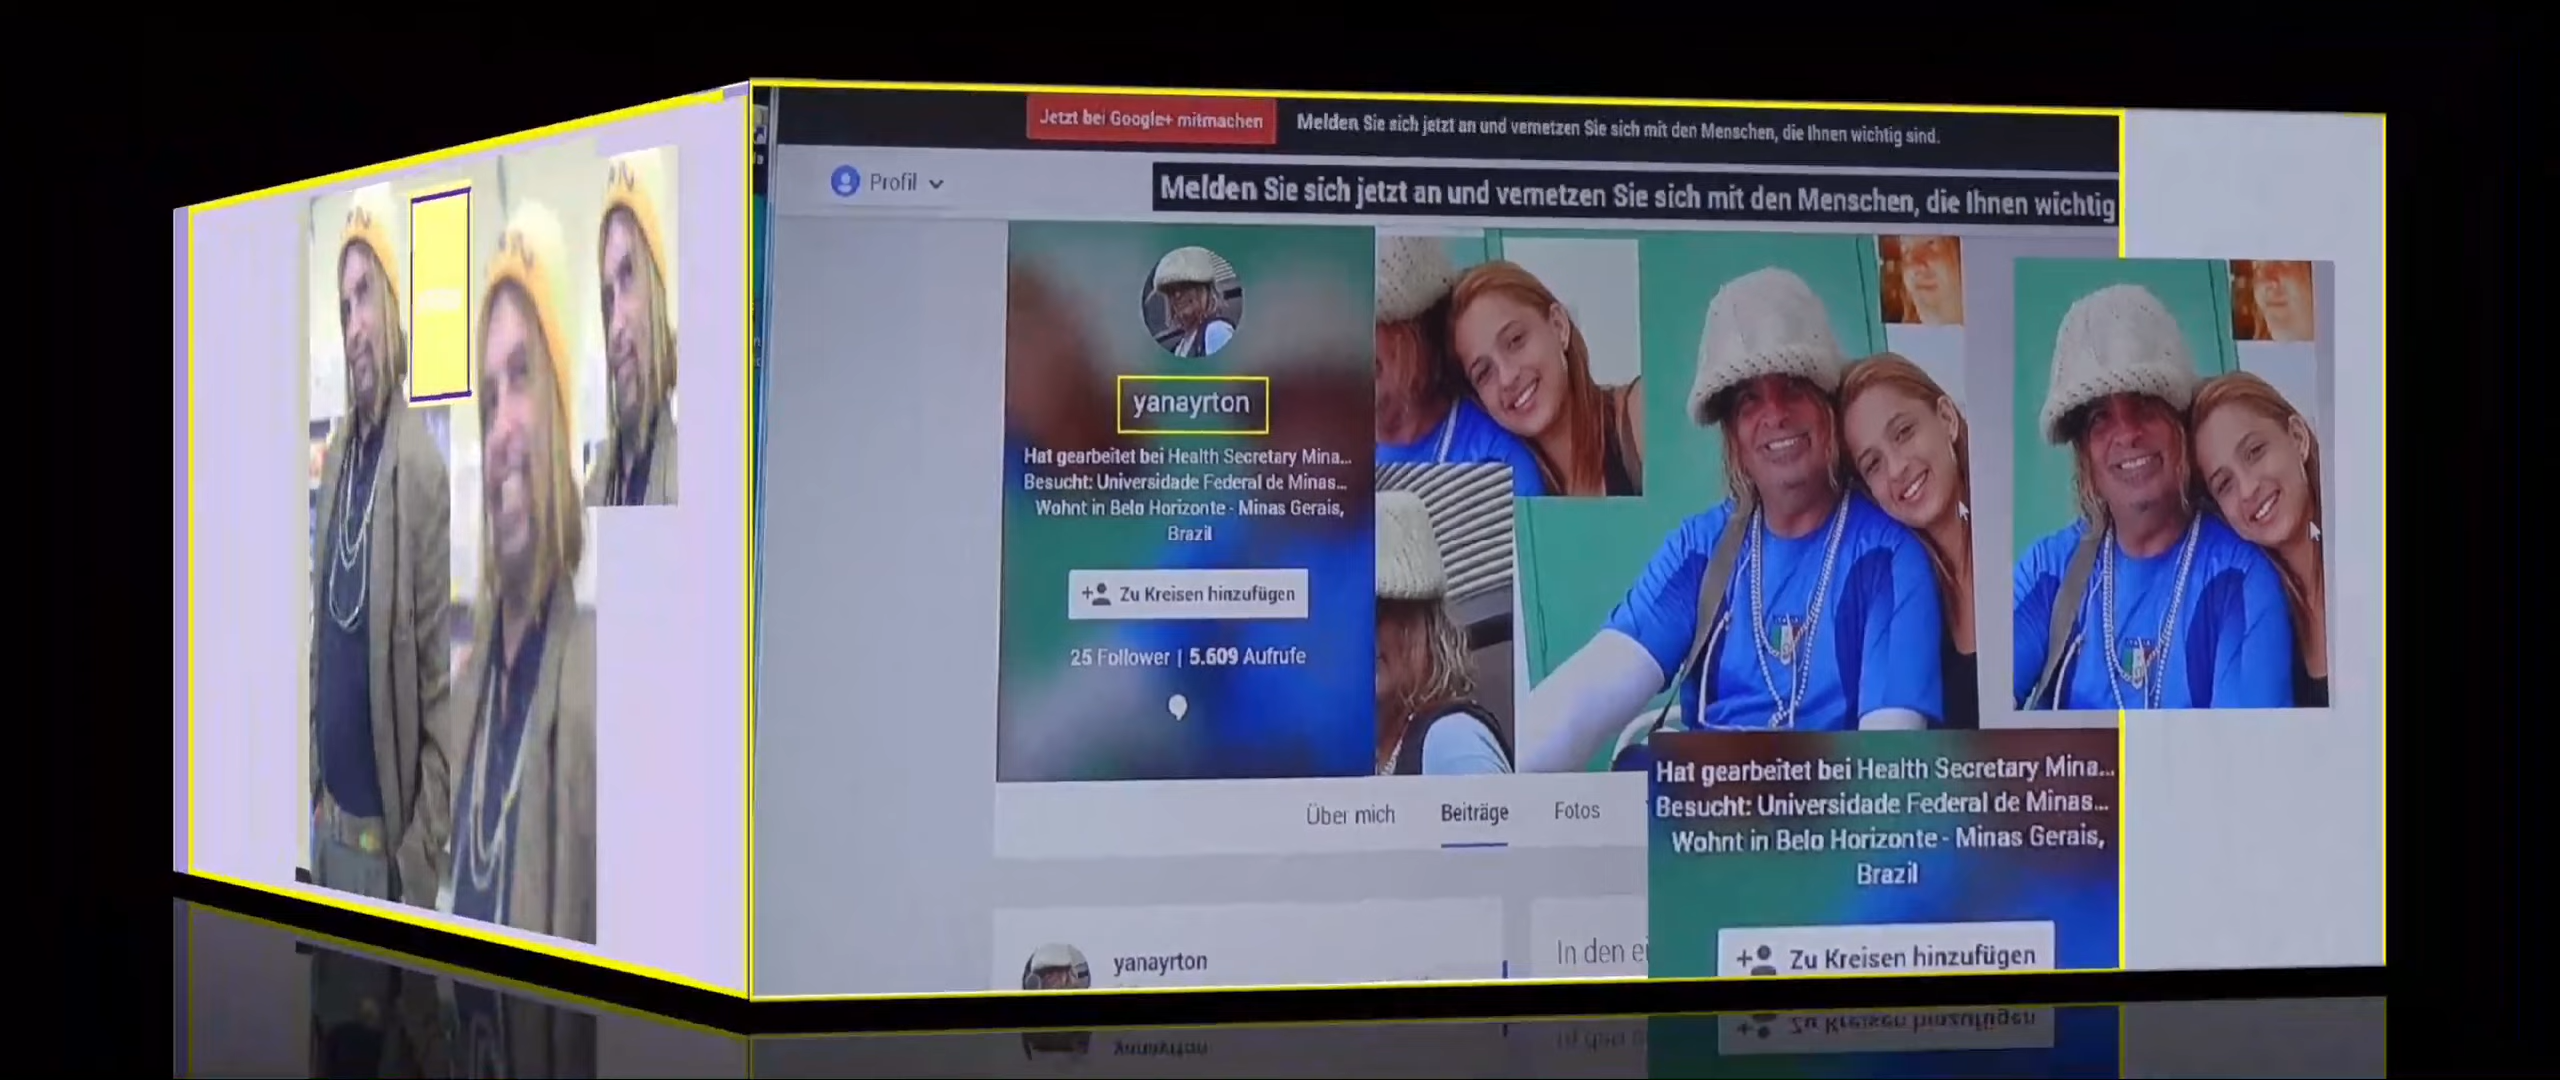 Jetzt bei Google+ mitmachen
Melden Sie sich jetzt an und vernetzen Sie sich mit den Menschen, die Ihnen wichtig sind.
Profil
Melden Sie sich jetzt an und vernetzen Sie sich mit den Menschen, die Ihnen wichtig
yanayrton
Hat gearbeitet bei Health Secretary Mina...
Besucht: Universidade Federal de Minas...
Wohnt in Belo Horizonte - Minas Gerais,
Brazil
Zu Kreisen hinzufügen
25 Follower | 5.609 Aufrufe
Über mich
Beiträge
Fotos
Hat gearbeitet bei Health Secretary Mina...
Besucht: Universidade Federal de Minas...
Wohnt in Belo Horizonte - Minas Gerais,
Brazil
Zu Kreisen hinzufügen
yanayrton
In den ei